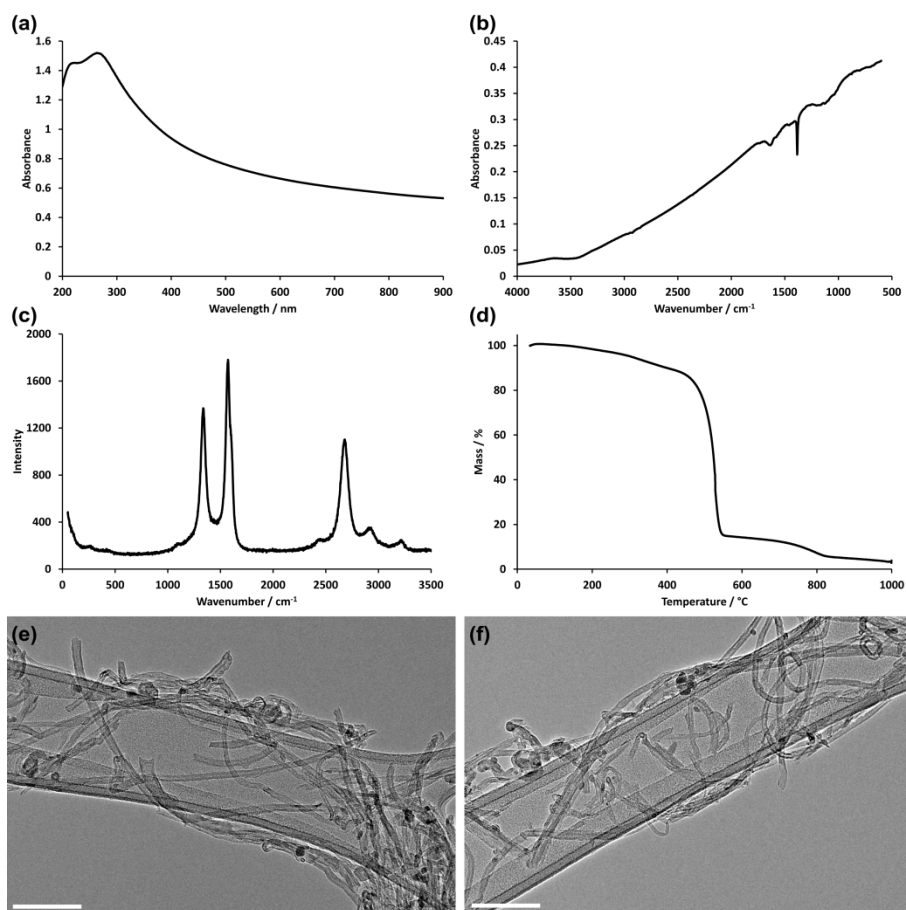 (a)
1.6
1.4
1.2
1
0.8
0.6
0.4
0.2
0
Absorbance
200 300 400 500 600 700 800 900
Wavelength / nm
(b)
0.45
0.4
0.35
0.3
0.25
0.2
0.15
0.1
0.05
0
Absorbance
4000 3500 3000 2500 2000 1500 1000 500
Wavenumber / cm-1
(c)
2000
1600
1200
800
400
0
Intensity
0 500 1000 1500 2000 2500 3000 3500
Wavenumber / cm-1
(d)
100
80
60
40
20
0
Mass / %
0 200 400 600 800 1000
Temperature / °C
(e)
(f)